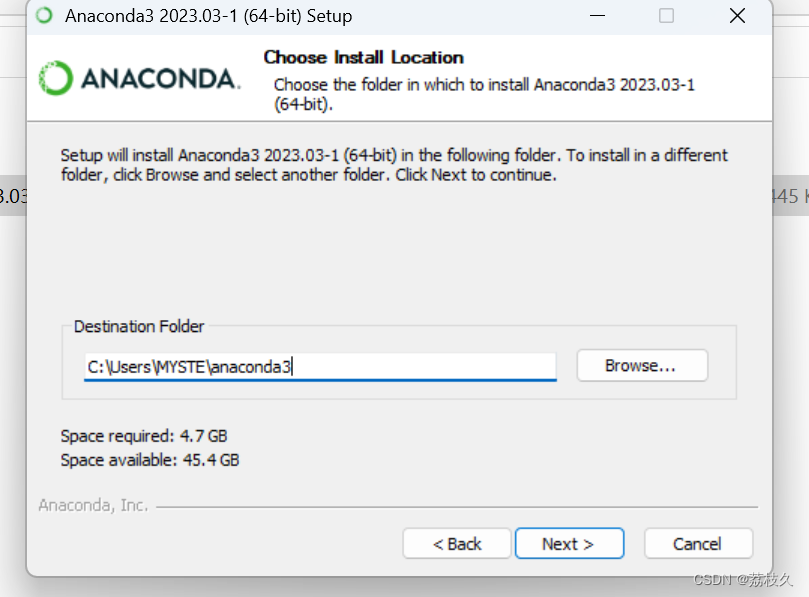 Anaconda3 2023.03-1 (64-bit) Setup
ANACONDA.
Choose Install Location
Choose the folder in which to install Anaconda3 2023.03-1
(64-bit).
Setup will install Anaconda3 2023.03-1 (64-bit) in the following folder. To install in a different
folder, click Browse and select another folder. Click Next to continue.
3.03
445 K
Destination Folder
C:\Users\MYSTE\anaconda3
Browse...
Space required: 4.7 GB
Space available: 45.4 GB
Anaconda, Inc.
< Back
Next >
Cancel
CSDN @荔枝久